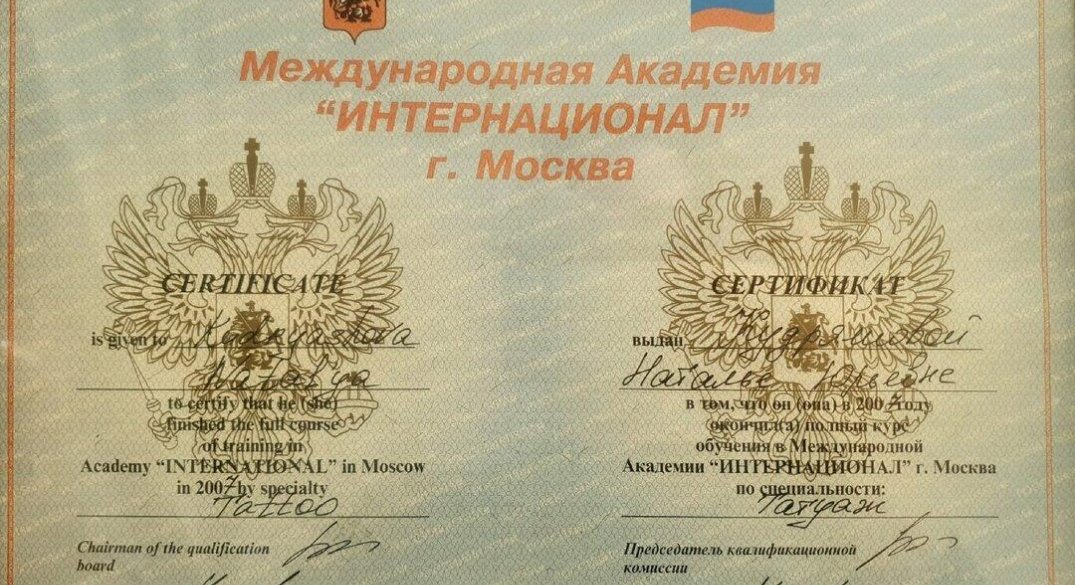 Международная Академия
“ИНТЕРНАЦИОНАЛ”
г. Москва
CERTIFICATE
is given to Kudryashova
Natalya
to certify that he (she)
finished the full course
of training in
Academy “INTERNATIONAL” in Moscow
in 2007 by specialty
Tattoo
Chairman of the qualification
board
СЕРТИФИКАТ
выдан Кудряшовой
Наталье Юрьевне
в том, что он (она) в 2007 году
окончил(а) полный курс
обучения в Международной
Академии “ИНТЕРНАЦИОНАЛ” г. Москва
по специальности:
Татуаж
Председатель квалификационной
комиссии